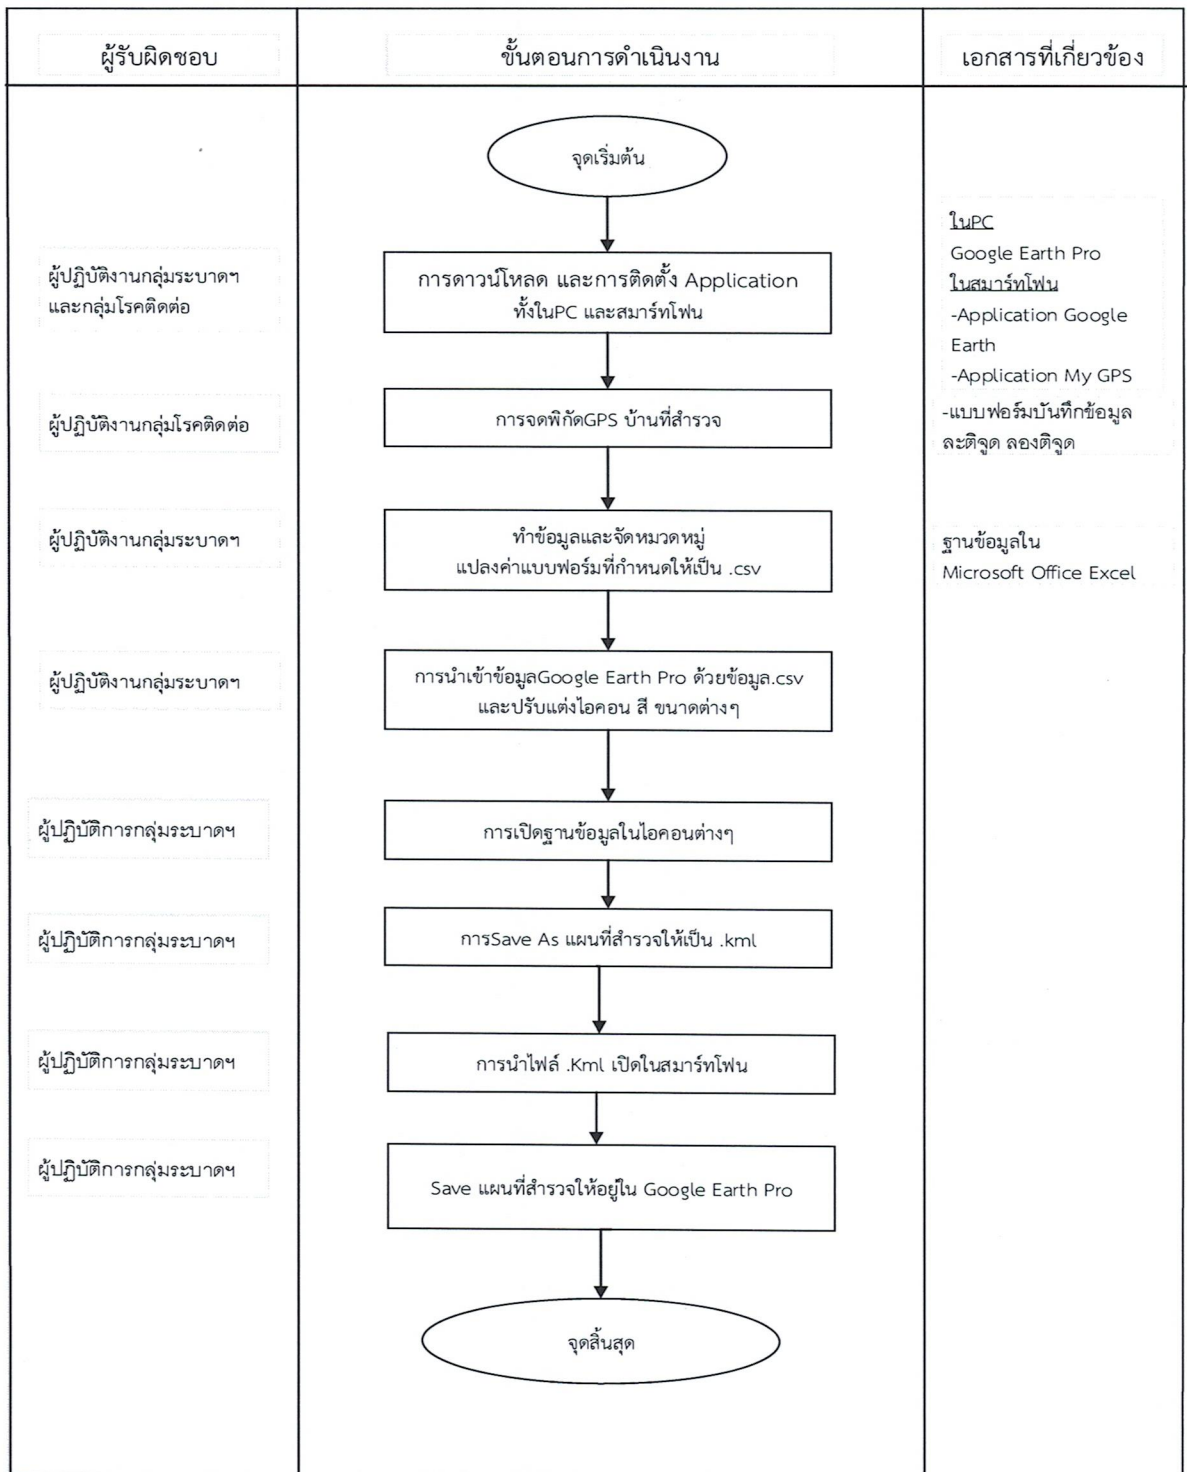 ผู้รับผิดชอบ
ขั้นตอนการดำเนินงาน
เอกสารที่เกี่ยวข้อง
จุดเริ่มต้น
ผู้ปฏิบัติงานกลุ่มระบาดฯ
และกลุ่มโรคติดต่อ
การดาวน์โหลด และการติดตั้ง Application
ทั้งในPC และสมาร์ทโฟน
ในPC
Google Earth Pro
ในสมาร์ทโฟน
-Application Google
Earth
-Application My GPS
ผู้ปฏิบัติงานกลุ่มโรคติดต่อ
การจดพิกัดGPS บ้านที่สำรวจ
-แบบฟอร์มบันทึกข้อมูล
ละติจูด ลองติจูด
ผู้ปฏิบัติงานกลุ่มระบาดฯ
ทำข้อมูลและจัดหมวดหมู่
แปลงค่าแบบฟอร์มที่กำหนดให้เป็น .csv
ฐานข้อมูลใน
Microsoft Office Excel
ผู้ปฏิบัติงานกลุ่มระบาดฯ
การนำเข้าข้อมูลGoogle Earth Pro ด้วยข้อมูล.csv
และปรับแต่งไอคอน สี ขนาดต่างๆ
ผู้ปฏิบัติการกลุ่มระบาดฯ
การเปิดฐานข้อมูลในไอคอนต่างๆ
ผู้ปฏิบัติการกลุ่มระบาดฯ
การSave As แผนที่สำรวจให้เป็น .kml
ผู้ปฏิบัติการกลุ่มระบาดฯ
การนำไฟล์ .Kml เปิดในสมาร์ทโฟน
ผู้ปฏิบัติการกลุ่มระบาดฯ
Save แผนที่สำรวจให้อยู่ใน Google Earth Pro
จุดสิ้นสุด